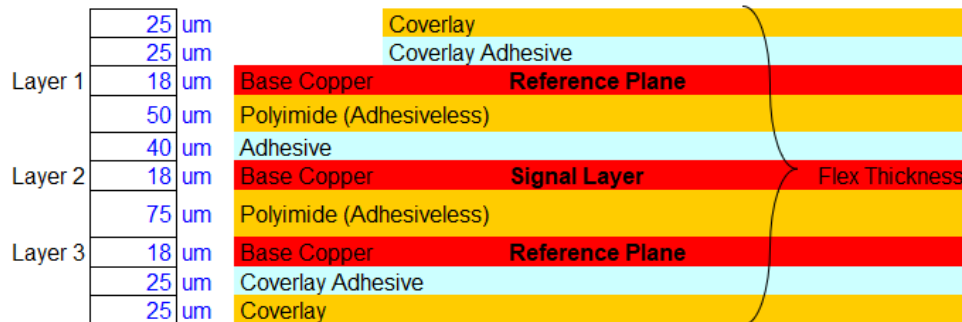 25 um Coverlay
25 um Coverlay Adhesive
Layer 1 18 um Base Copper Reference Plane
50 um Polyimide (Adhesiveless)
40 um Adhesive
Layer 2 18 um Base Copper Signal Layer Flex Thickness
75 um Polyimide (Adhesiveless)
Layer 3 18 um Base Copper Reference Plane
25 um Coverlay Adhesive
25 um Coverlay